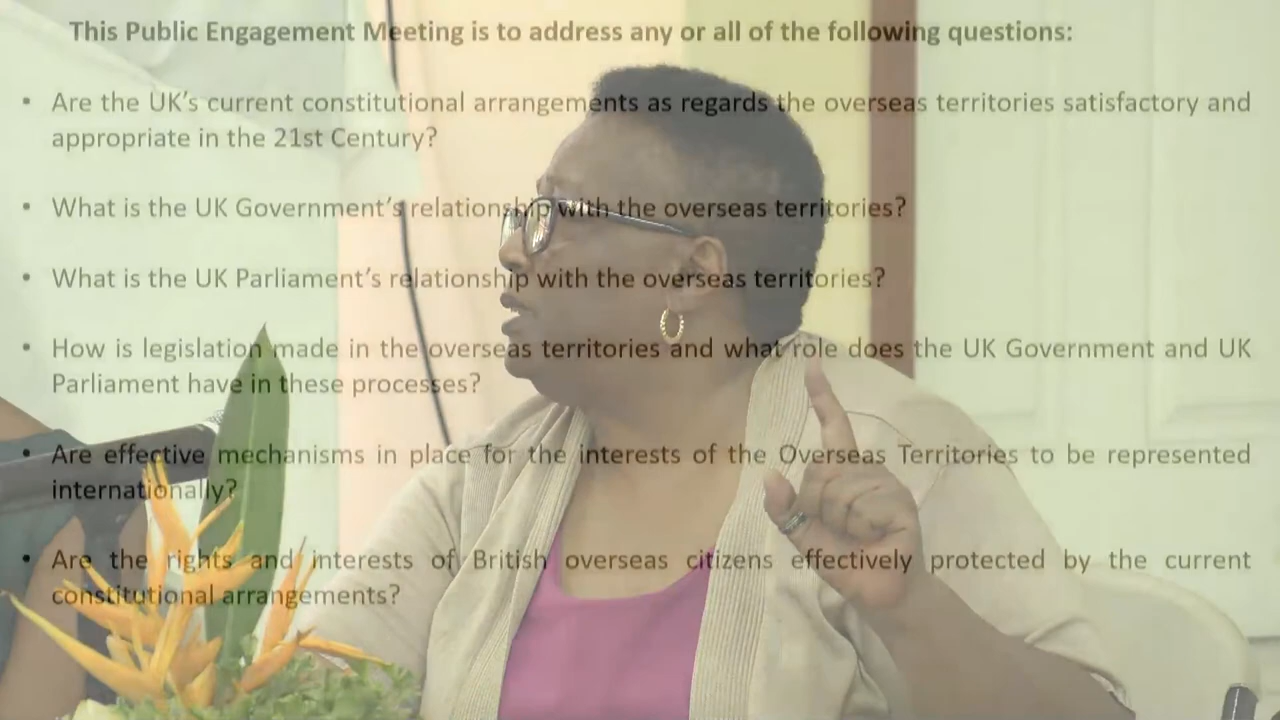 This Public Engagement Meeting is to address any or all of the following questions:
• Are the UK's current constitutional arrangements as regards the overseas territories satisfactory and
appropriate in the 21st Century?
• What is the UK Government's relationship with the overseas territories?
• What is the UK Parliament's relationship with the overseas territories?
• How is legislation made in the overseas territories and what role does the UK Government and UK
Parliament have in these processes?
• Are effective mechanisms in place for the interests of the Overseas Territories to be represented
internationally?
• Are the rights and interests of British overseas citizens effectively protected by the current
constitutional arrangements?